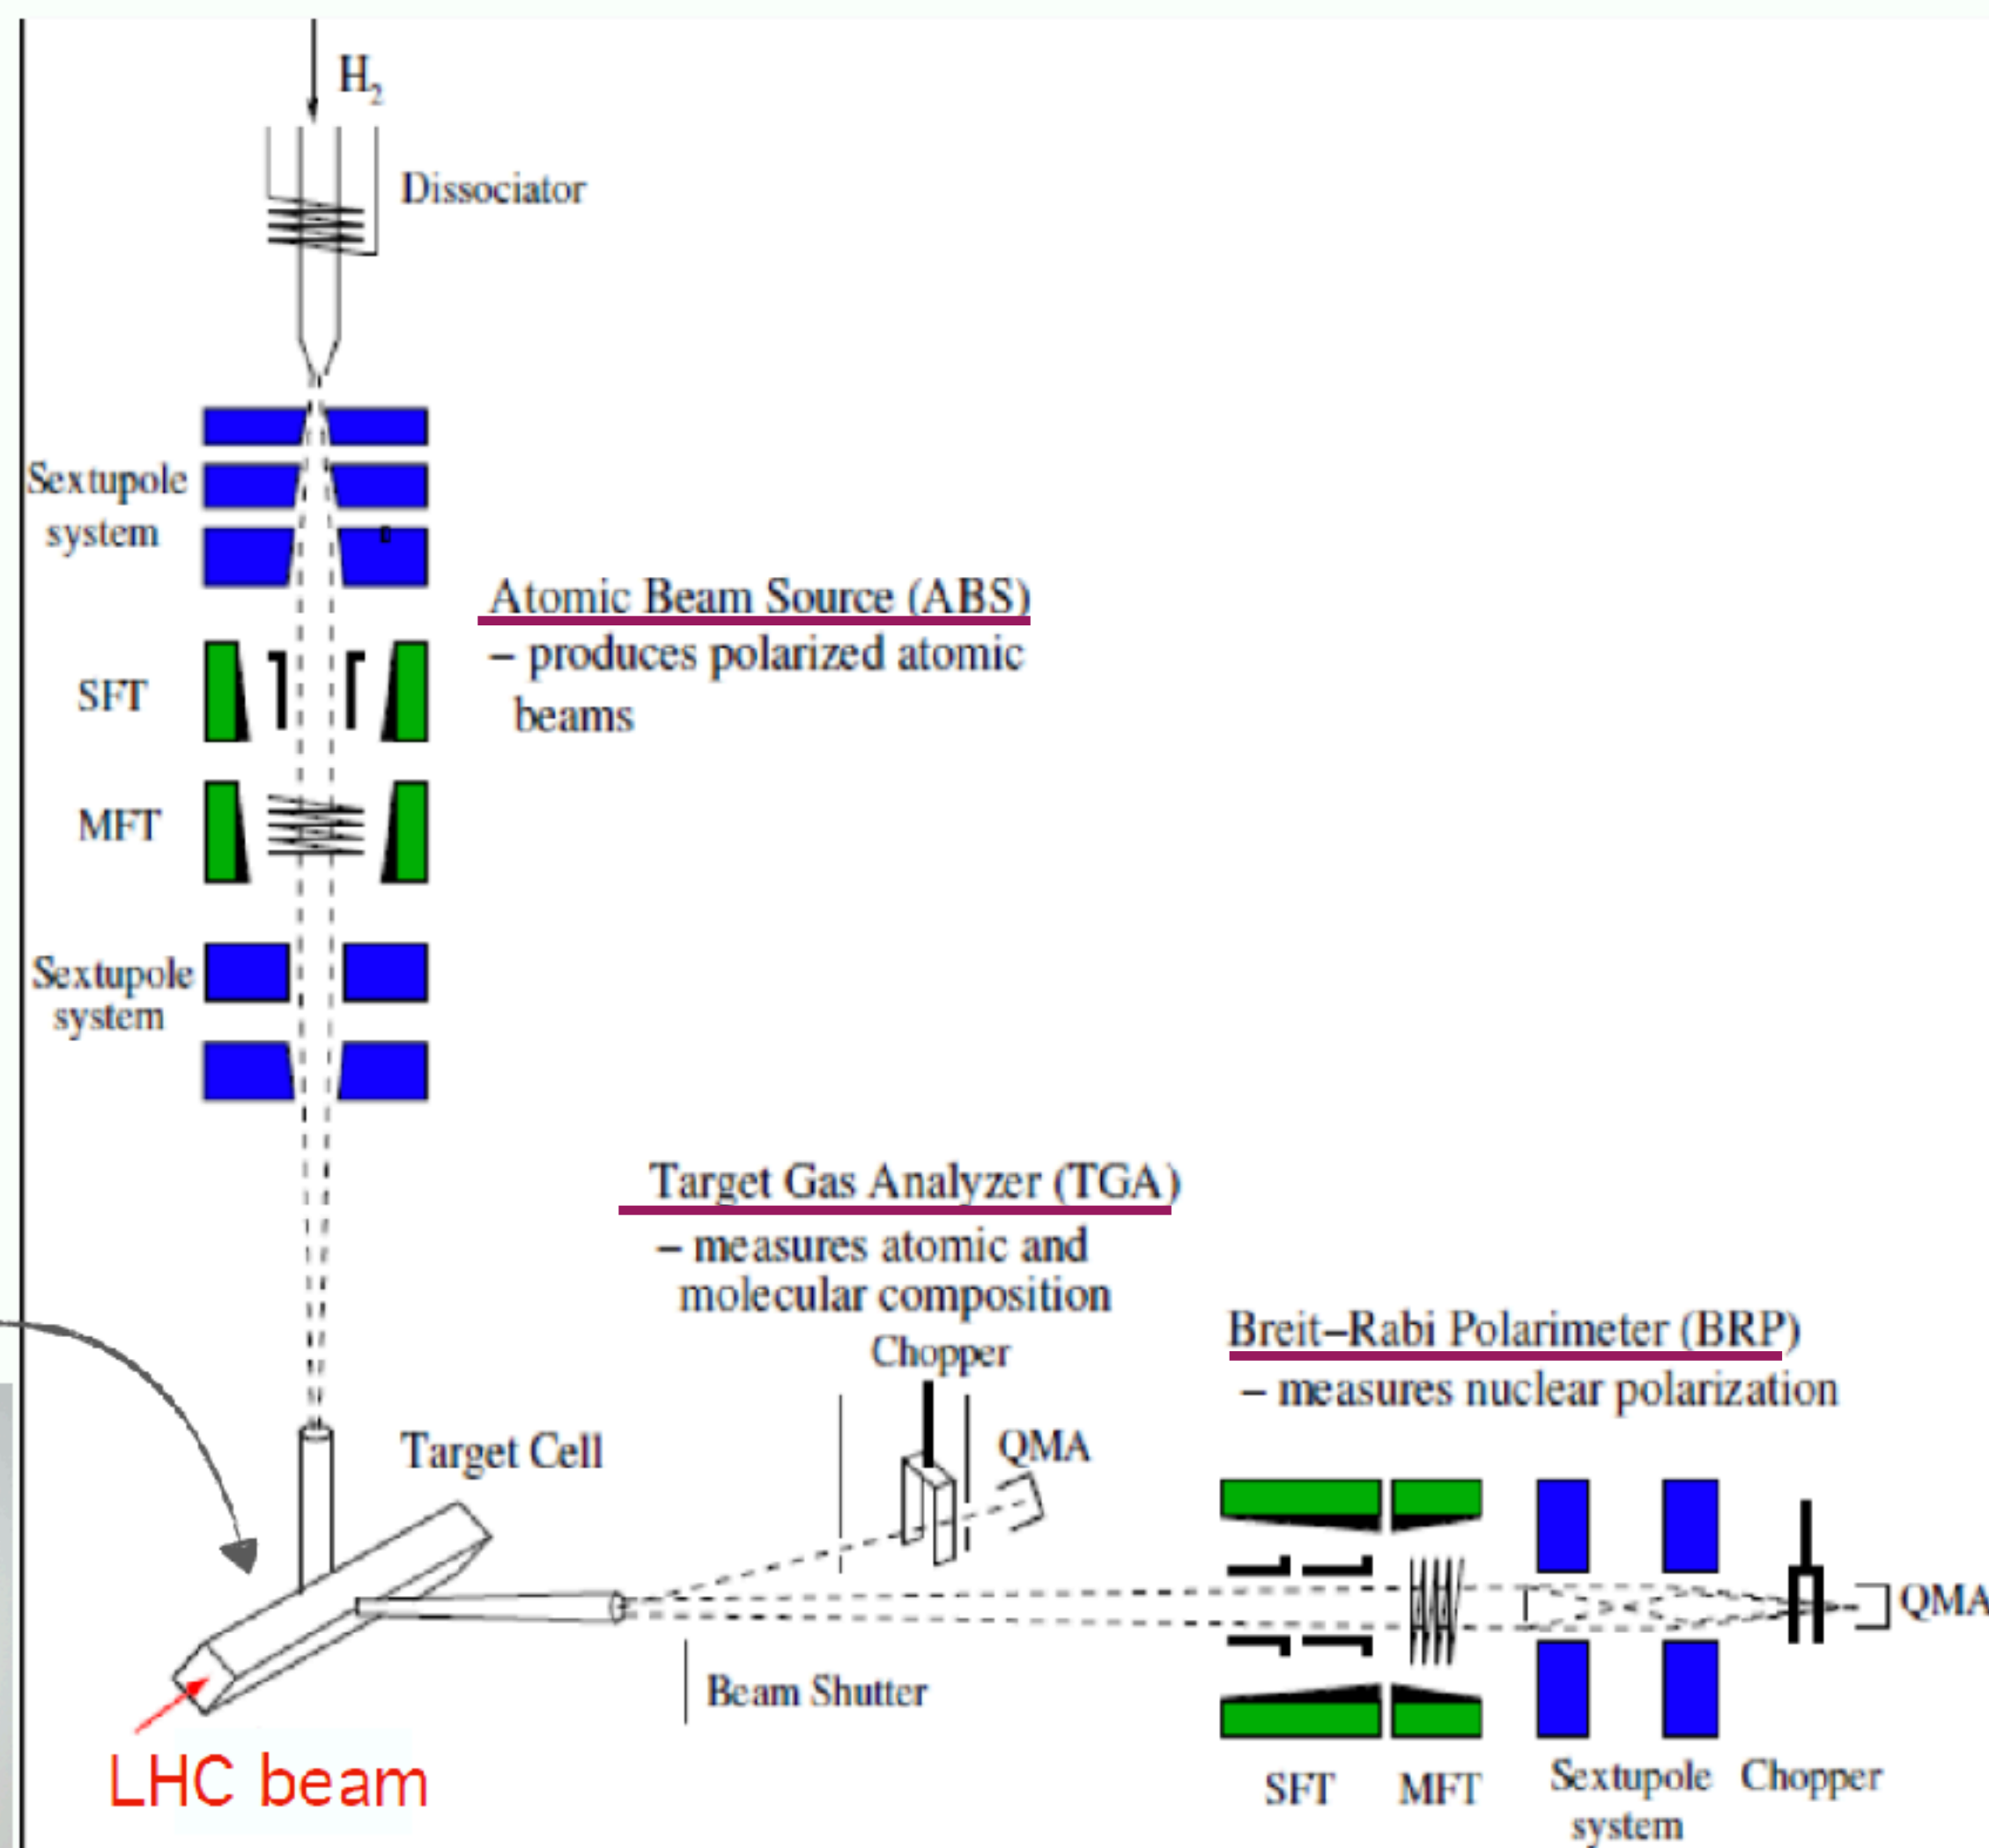 H₂
Dissociator
Sextupole
system
Atomic Beam Source (ABS)
– produces polarized atomic
beams
SFT
MFT
Sextupole
system
Target Gas Analyzer (TGA)
– measures atomic and
molecular composition
Chopper
QMA
Breit–Rabi Polarimeter (BRP)
– measures nuclear polarization
Target Cell
QMA
Beam Shutter
LHC beam
SFT
MFT
Sextupole
system
Chopper